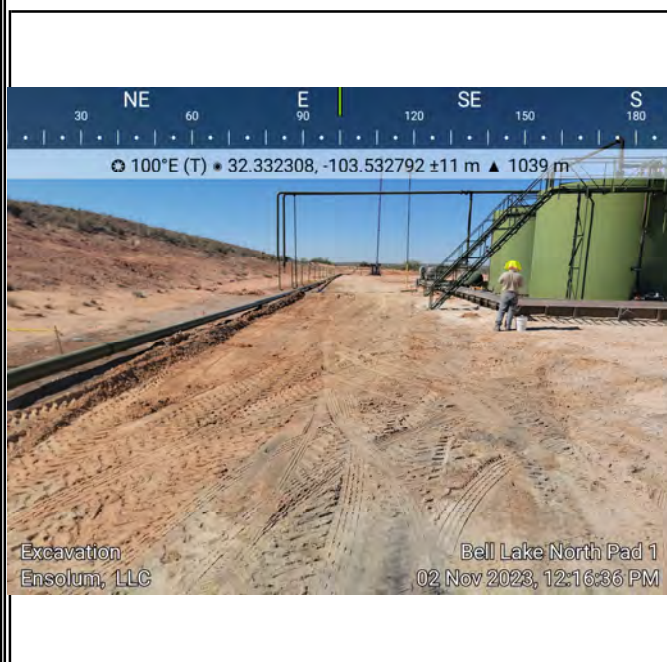 NE E SE S
30 60 90 120 150 180
100°E (T) • 32.332308, -103.532792 ±11 m ▲ 1039 m
Excavation
Ensolum, LLC
Bell Lake North Pad 1
02 Nov 2023, 12:16:36 PM